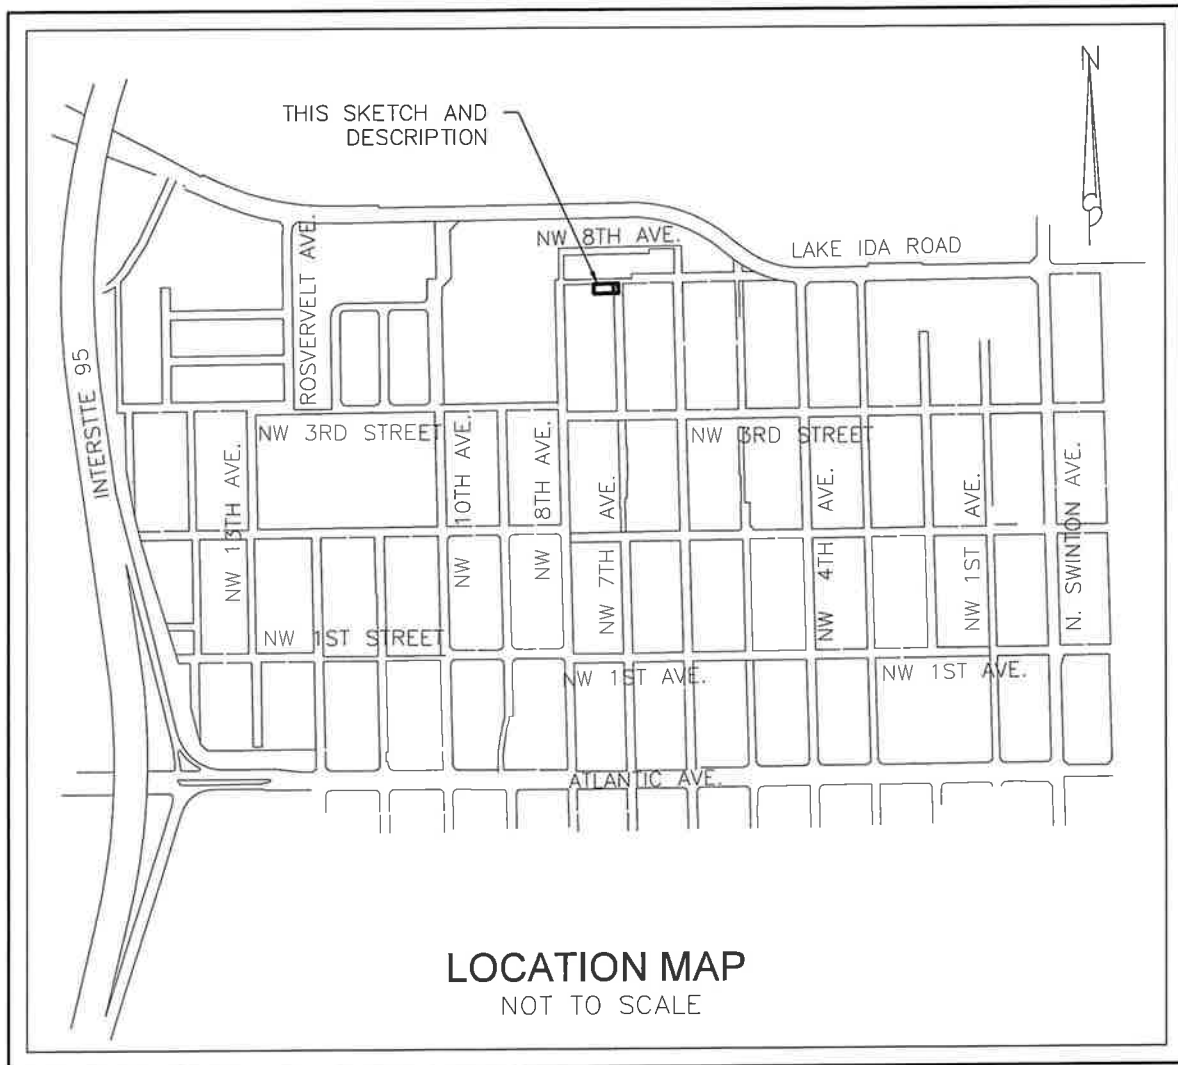 N
THIS SKETCH AND
DESCRIPTION
NW 8TH AVE.
LAKE IDA ROAD
ROSVERVELT AVE.
INTERSTE 95
NW 3RD STREET
NW 3RD STREET
NW 13TH AVE.
NW 10TH AVE.
NW 8TH AVE.
NW 7TH AVE.
NW 4TH AVE.
NW 1ST AVE.
N. SWINTON AVE.
NW 1ST STREET
NW 1ST AVE.
NW 1ST AVE.
ATLANTIC AVE.
LOCATION MAP
NOT TO SCALE